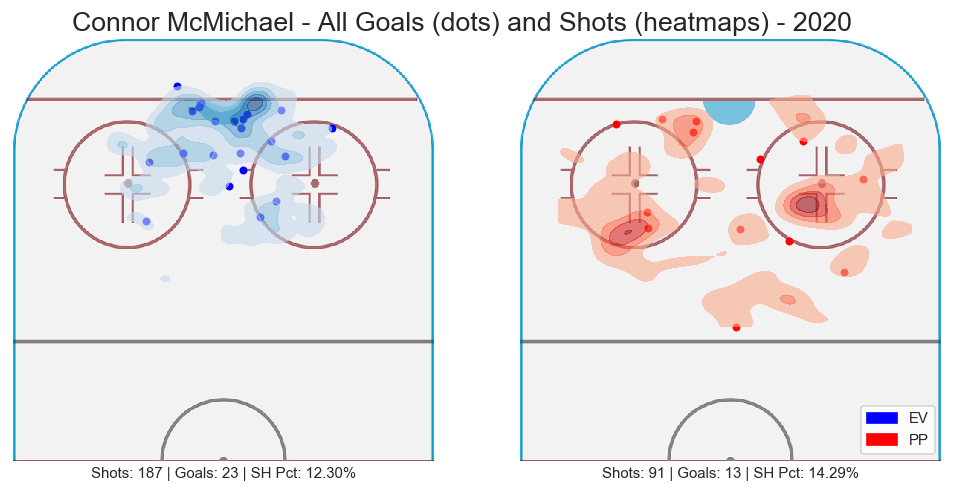 Connor McMichael - All Goals (dots) and Shots (heatmaps) - 2020
EV
PP
Shots: 187 | Goals: 23 | SH Pct: 12.30%
Shots: 91 | Goals: 13 | SH Pct: 14.29%